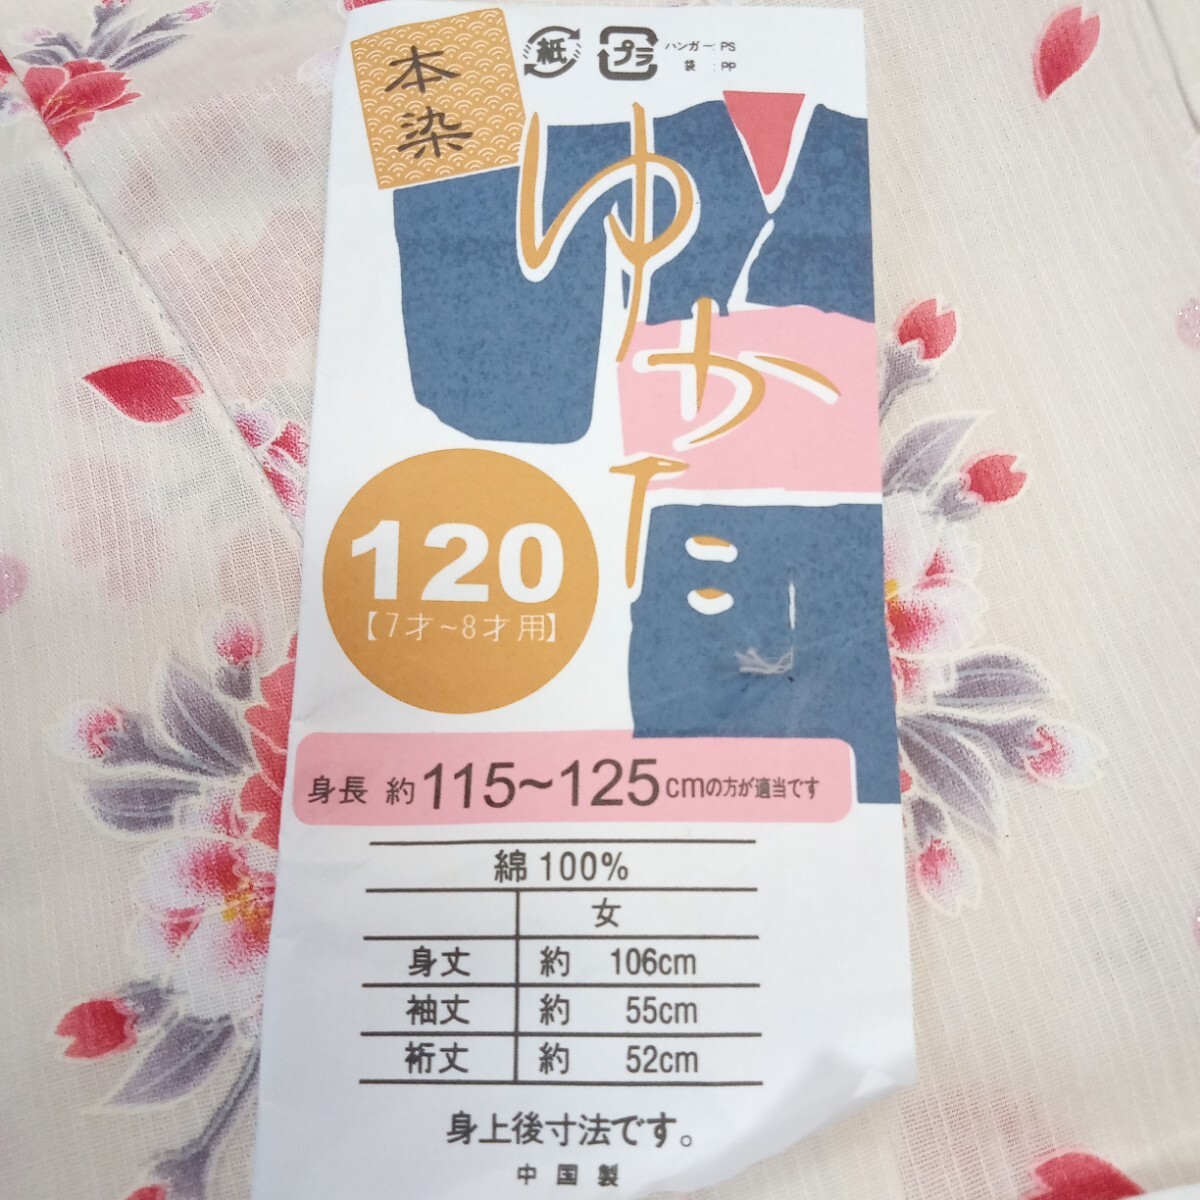 本染
紙
プラ
ハンガー：PS
袋　：PP
ゆかた
120
【7才~8才用】
身長 約115~125cmの方が適当です
綿100%
女
身丈 約 106cm
袖丈 約 55cm
裄丈 約 52cm
身上後寸法です。
中国製